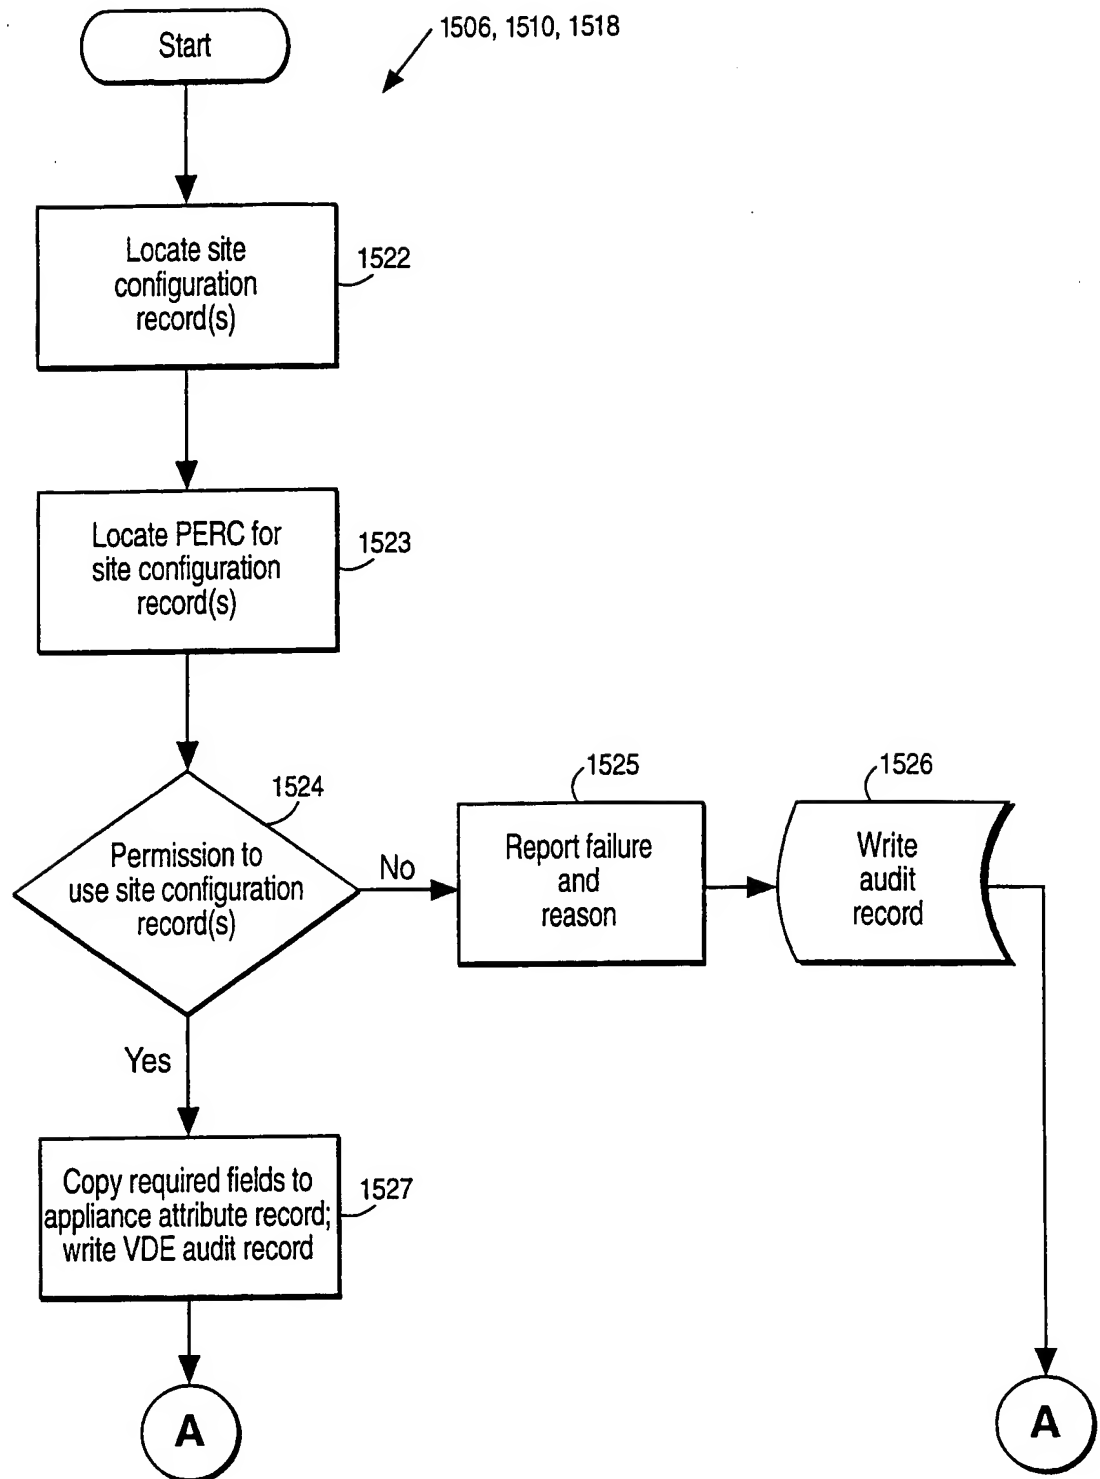 Start
1506, 1510, 1518
Locate site
configuration
record(s)
1522
Locate PERC for
site configuration
record(s)
1523
1524
Permission to
use site configuration
record(s)
No
1525
Report failure
and
reason
1526
Write
audit
record
Yes
Copy required fields to
appliance attribute record;
write VDE audit record
1527
A
A